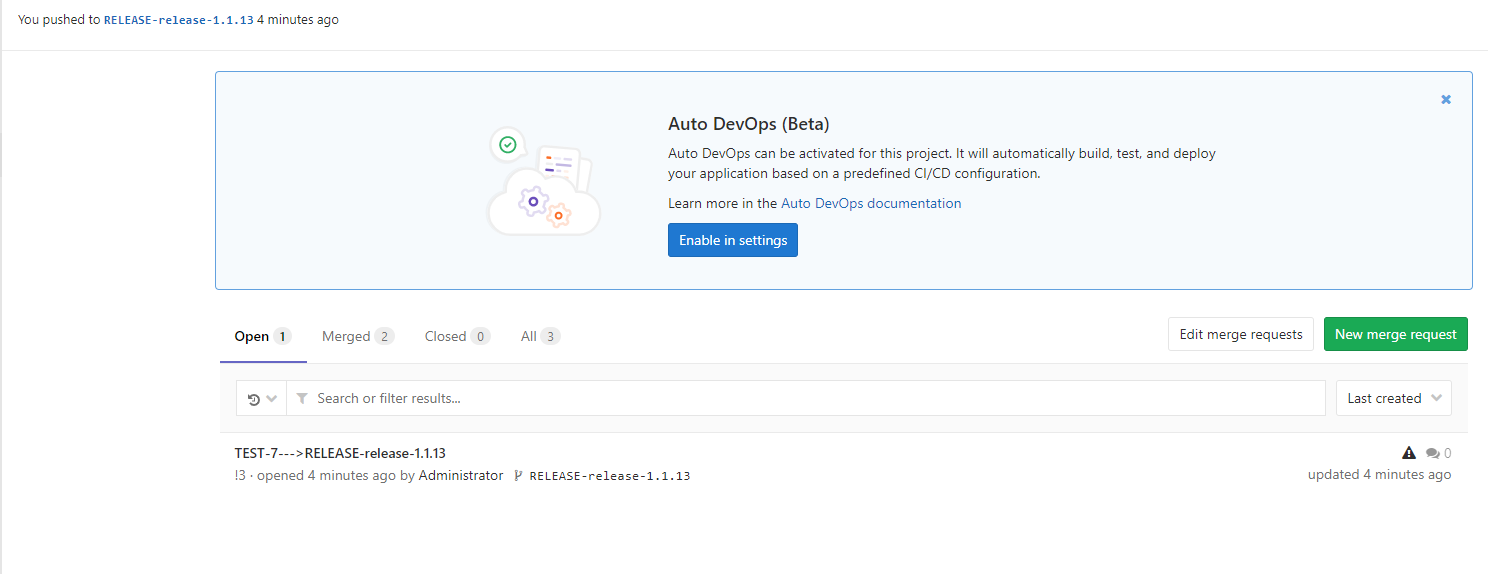 You pushed to RELEASE-release-1.1.13 4 minutes ago
Auto DevOps (Beta)
Auto DevOps can be activated for this project. It will automatically build, test, and deploy
your application based on a predefined CI/CD configuration.
Learn more in the Auto DevOps documentation
Enable in settings
Open 1 Merged 2 Closed 0 All 3 Edit merge requests New merge request
Search or filter results... Last created
TEST-7--->RELEASE-release-1.1.13 0
!3 · opened 4 minutes ago by Administrator RELEASE-release-1.1.13 updated 4 minutes ago